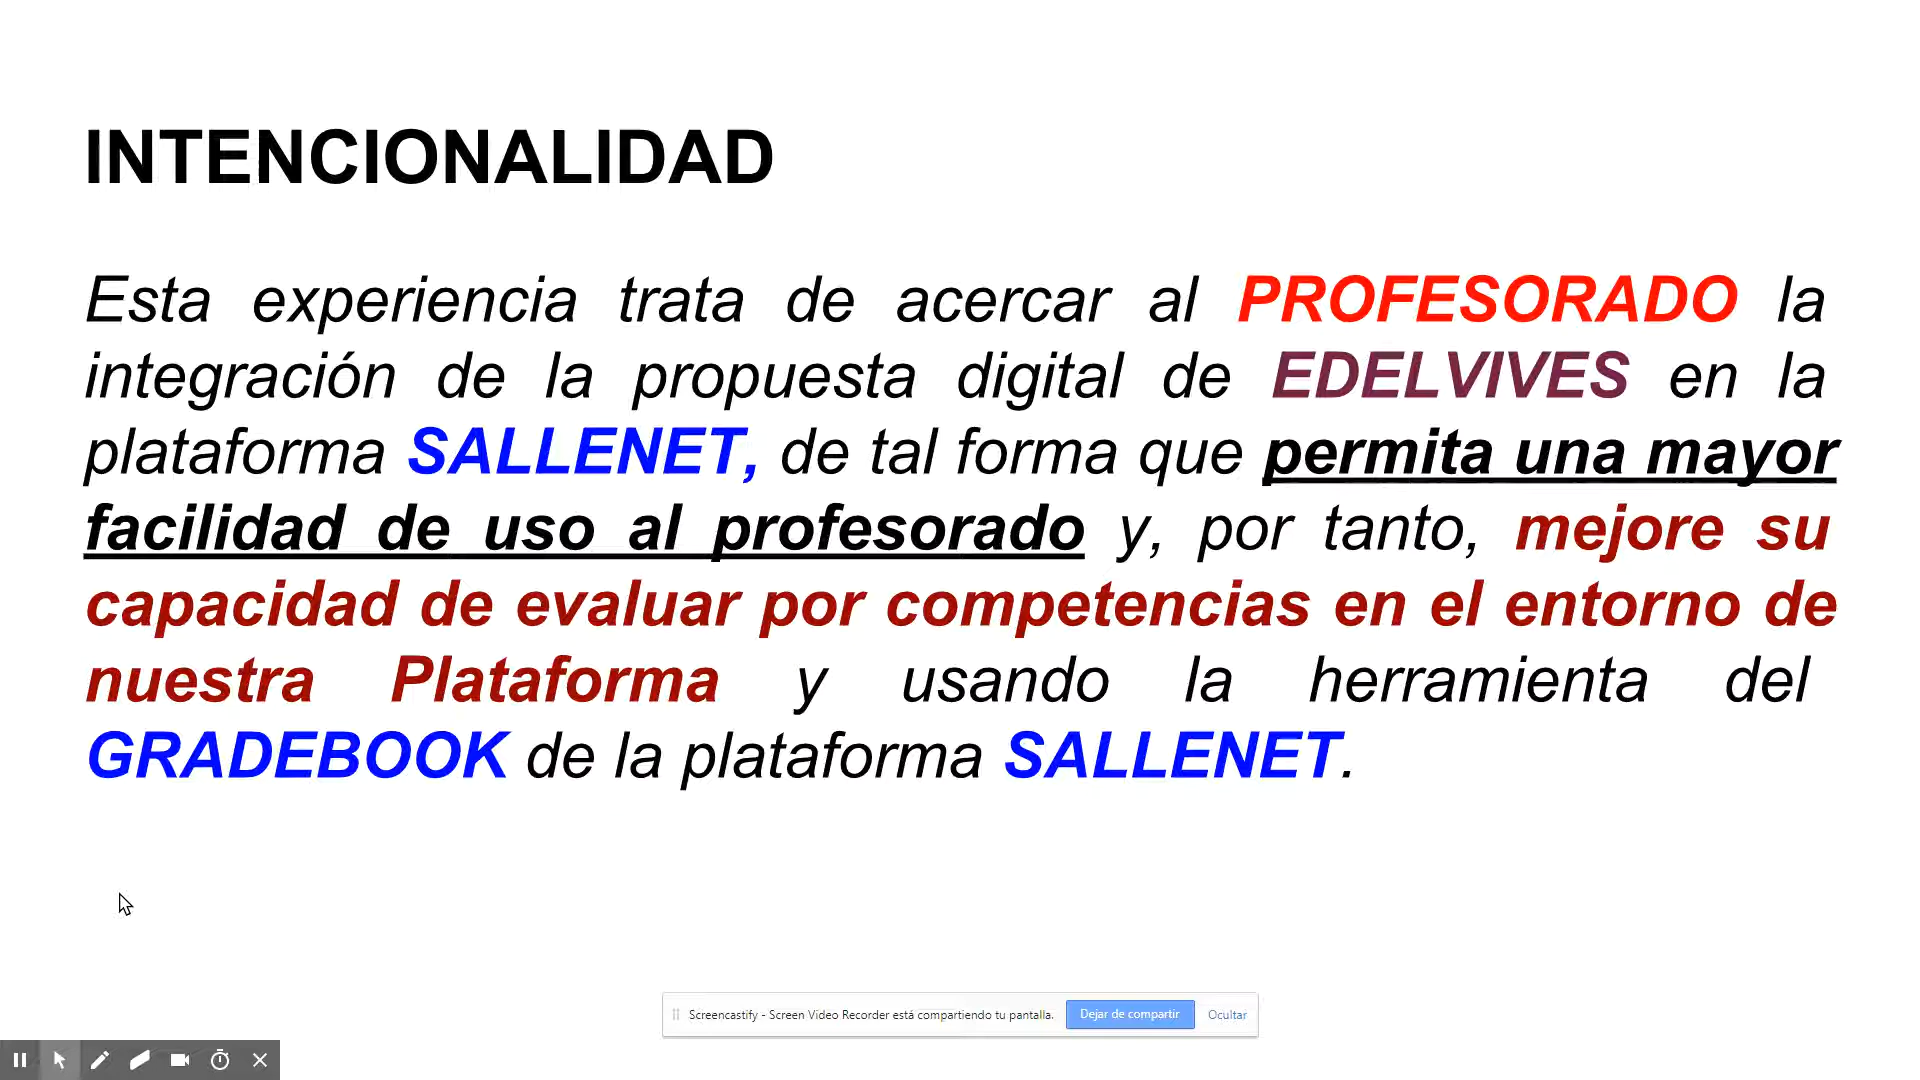 INTENCIONALIDAD
Esta experiencia trata de acercar al PROFESORADO la
integración de la propuesta digital de EDELVIVES en la
plataforma SALLENET, de tal forma que permita una mayor
facilidad de uso al profesorado y, por tanto, mejore su
capacidad de evaluar por competencias en el entorno de
nuestra Plataforma y usando la herramienta del
GRADEBOOK de la plataforma SALLENET.
Screencastify - Screen Video Recorder está compartiendo tu pantalla. Dejar de compartir Ocultar